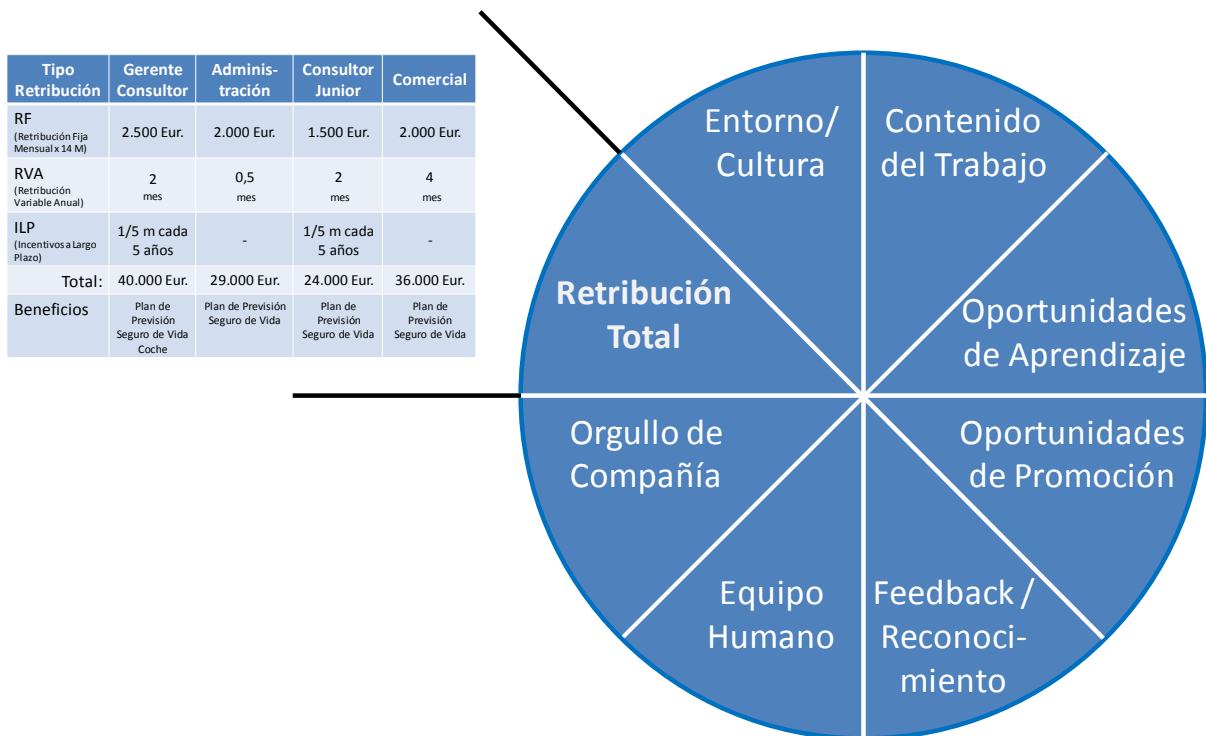 Tipo Retribución | Gerente Consultor | Adminis-tración | Consultor Junior | Comercial
RF (Retribución Fija Mensual x 14 M) | 2.500 Eur. | 2.000 Eur. | 1.500 Eur. | 2.000 Eur.
RVA (Retribución Variable Anual) | 2 mes | 0,5 mes | 2 mes | 4 mes
ILP (Incentivos a Largo Plazo) | 1/5 m cada 5 años | - | 1/5 m cada 5 años | -
Total: | 40.000 Eur. | 29.000 Eur. | 24.000 Eur. | 36.000 Eur.
Beneficios | Plan de Previsión Seguro de Vida Coche | Plan de Previsión Seguro de Vida | Plan de Previsión Seguro de Vida | Plan de Previsión Seguro de Vida
Entorno/
Cultura
Contenido
del Trabajo
Oportunidades
de Aprendizaje
Oportunidades
de Promoción
Feedback /
Reconoci-
miento
Equipo
Humano
Orgullo de
Compañía
Retribución
Total